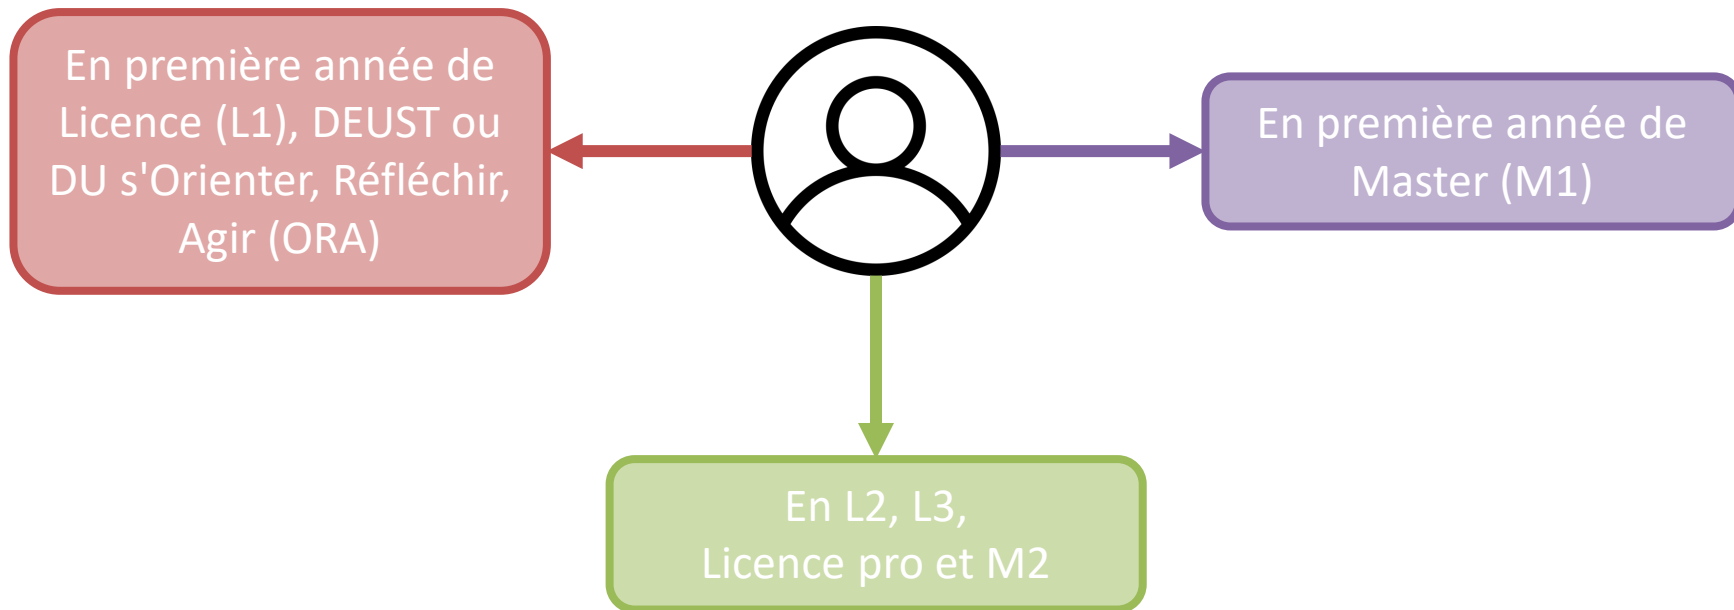 En première année de
Licence (L1), DEUST ou
DU s'Orienter, Réfléchir,
Agir (ORA)
En première année de
Master (M1)
En L2, L3,
Licence pro et M2